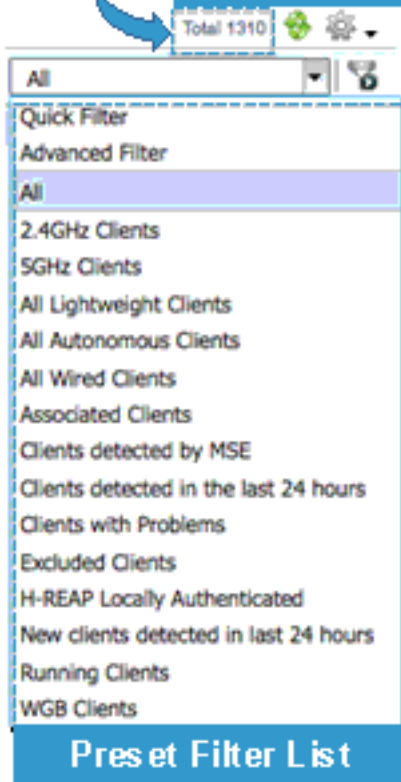 Total 1310
All
Quick Filter
Advanced Filter
All
2.4GHz Clients
5GHz Clients
All Lightweight Clients
All Autonomous Clients
All Wired Clients
Associated Clients
Clients detected by MSE
Clients detected in the last 24 hours
Clients with Problems
Excluded Clients
H-REAP Locally Authenticated
New clients detected in last 24 hours
Running Clients
WGB Clients
Preset Filter List